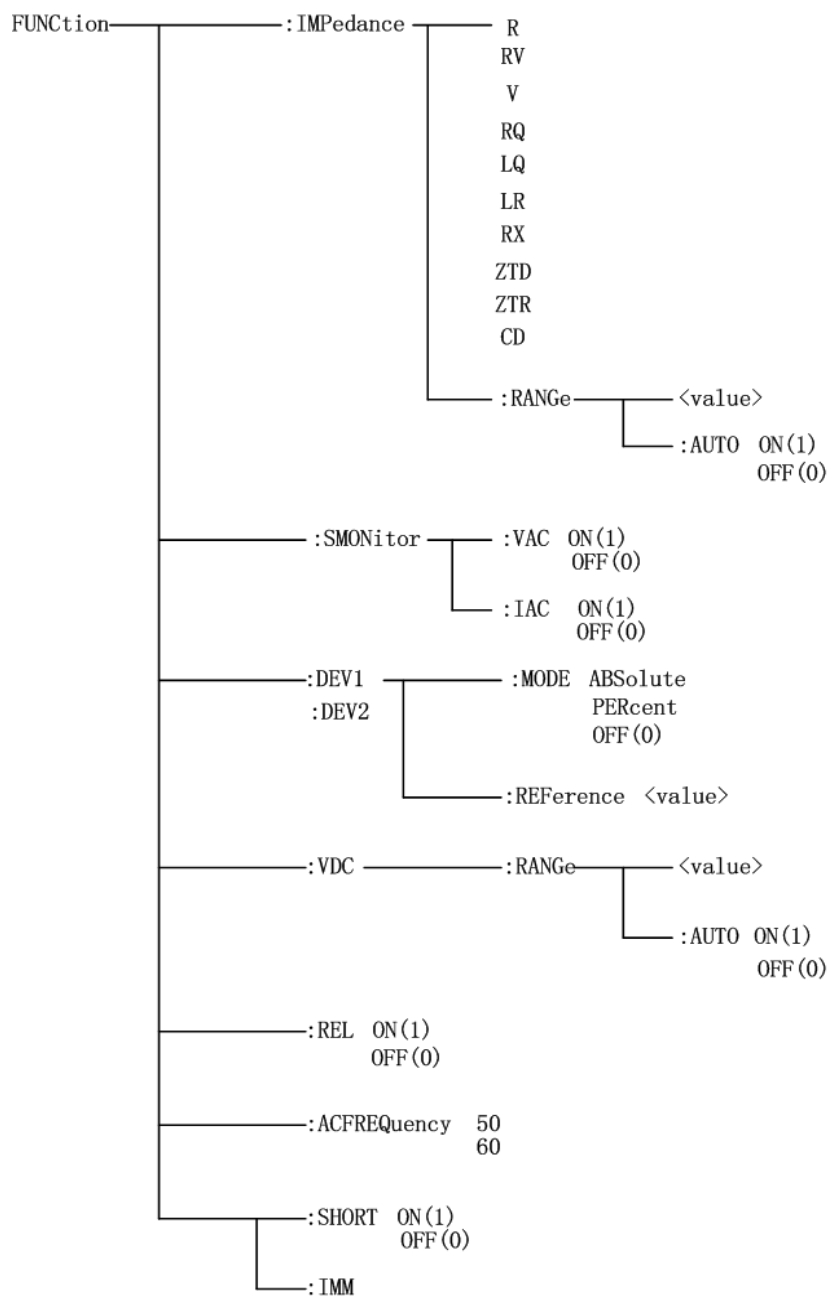 FUNCtion :IMPedance R
RV
V
RQ
LQ
LR
RX
ZTD
ZTR
CD
:RANGe <value>
:AUTO ON(1)
OFF(0)
:SMONitor :VAC ON(1)
OFF(0)
:IAC ON(1)
OFF(0)
:DEV1 :MODE ABSolute
:DEV2 PERcent
OFF(0)
:REFerence <value>
:VDC :RANGe <value>
:AUTO ON(1)
OFF(0)
:REL ON(1)
OFF(0)
:ACFREQuency 50
60
:SHORT ON(1)
OFF(0)
:IMM